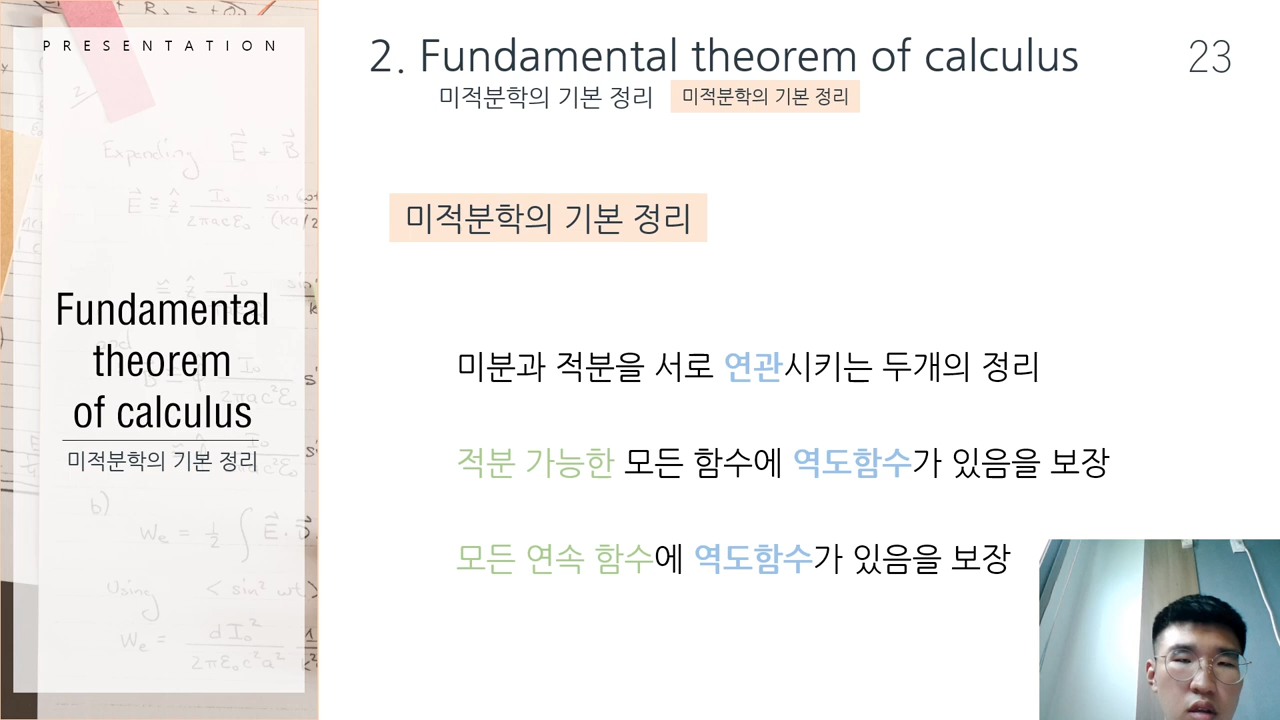 PRESENTATION
Fundamental
theorem
of calculus
미적분학의 기본 정리
2. Fundamental theorem of calculus
23
미적분학의 기본 정리
미적분학의 기본 정리
미적분학의 기본 정리
미분과 적분을 서로 연관시키는 두개의 정리
적분 가능한 모든 함수에 역도함수가 있음을 보장
모든 연속 함수에 역도함수가 있음을 보장
Expanding
Using